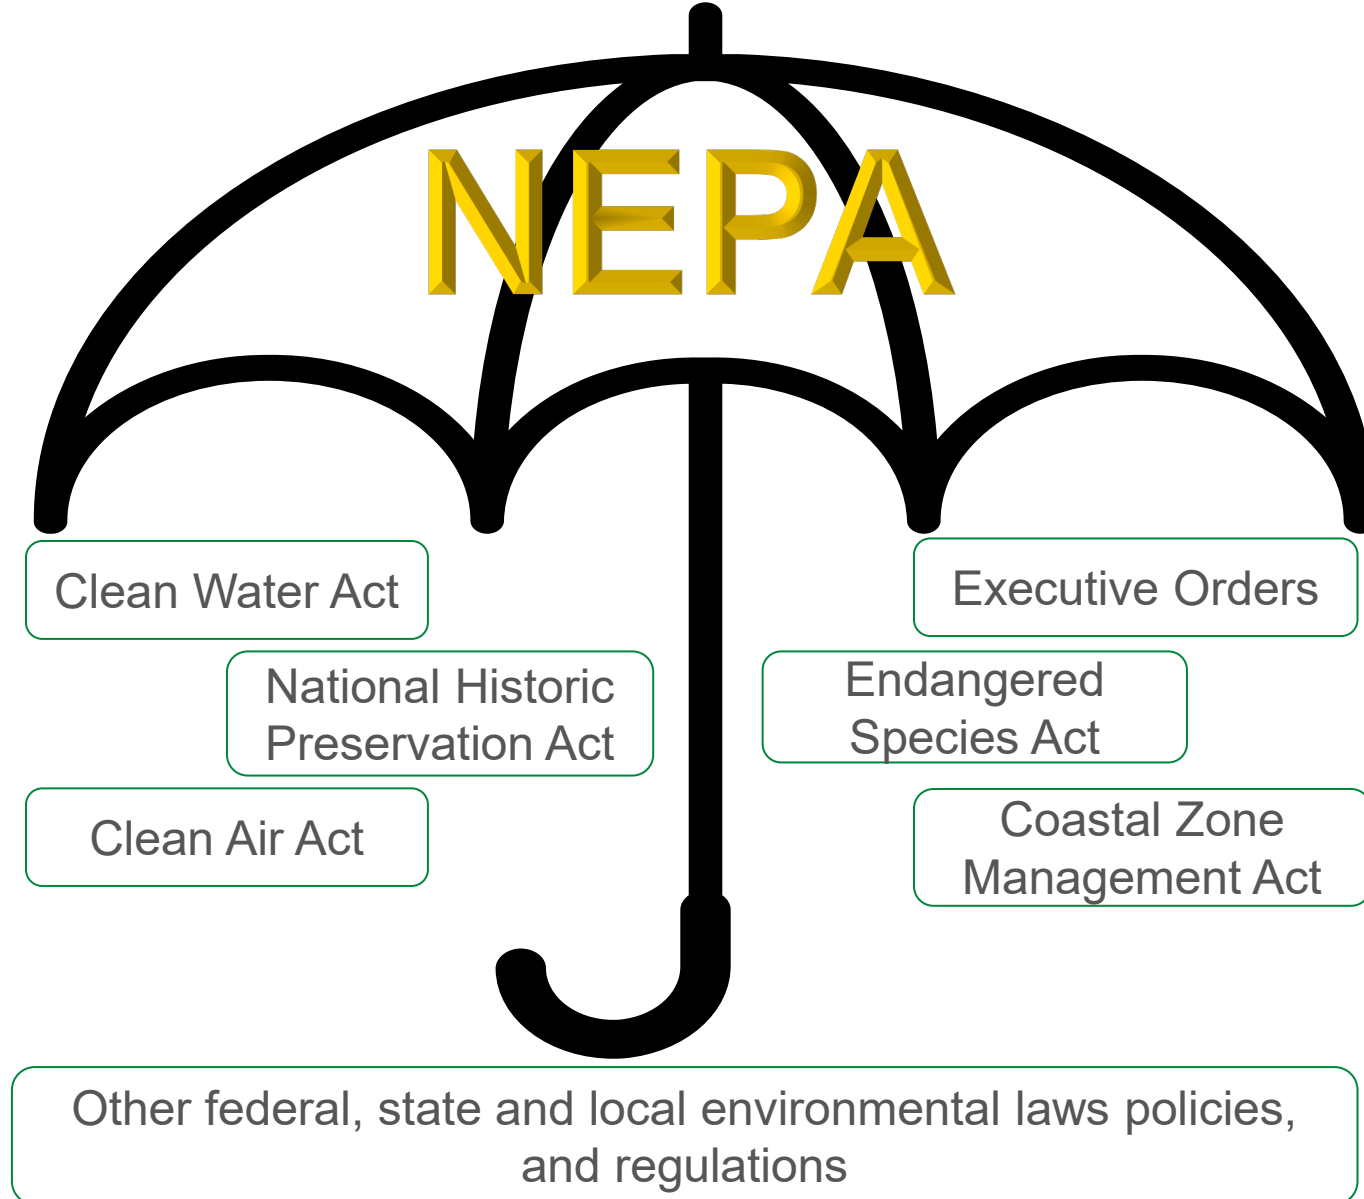 NEPA
Clean Water Act
Executive Orders
National Historic
Preservation Act
Endangered
Species Act
Clean Air Act
Coastal Zone
Management Act
Other federal, state and local environmental laws policies,
and regulations